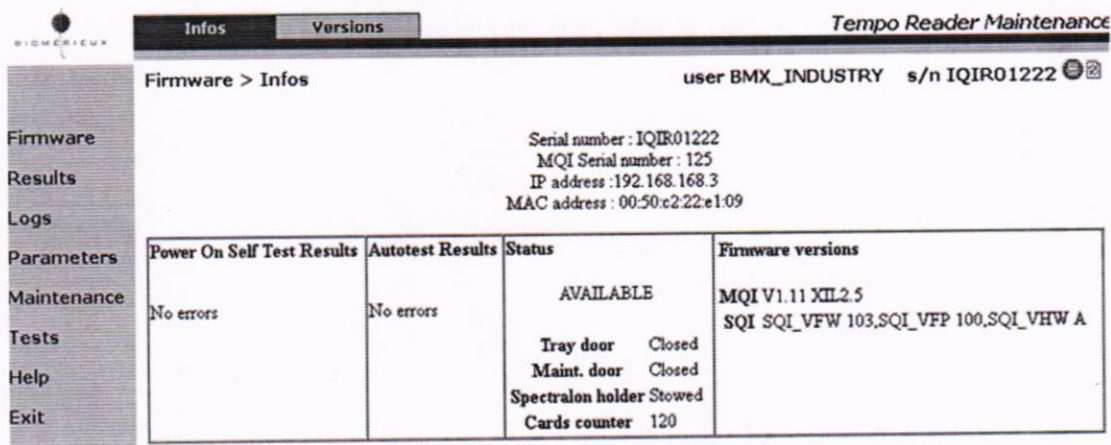 BIOMÉRIEUX
Infos Versions
Tempo Reader Maintenance
Firmware > Infos
user BMX_INDUSTRY s/n IQIR01222
Firmware
Results
Logs
Parameters
Maintenance
Tests
Help
Exit
Serial number : IQIR01222
MQI Serial number : 125
IP address :192.168.168.3
MAC address : 00:50:c2:22:e1:09
Power On Self Test Results
No errors
Autotest Results
No errors
Status
AVAILABLE
Tray door Closed
Maint. door Closed
Spectralon holder Stowed
Cards counter 120
Firmware versions
MQI V1.11 XIL2.5
SQI SQI_VFW 103,SQI_VFP 100,SQI_VHW A